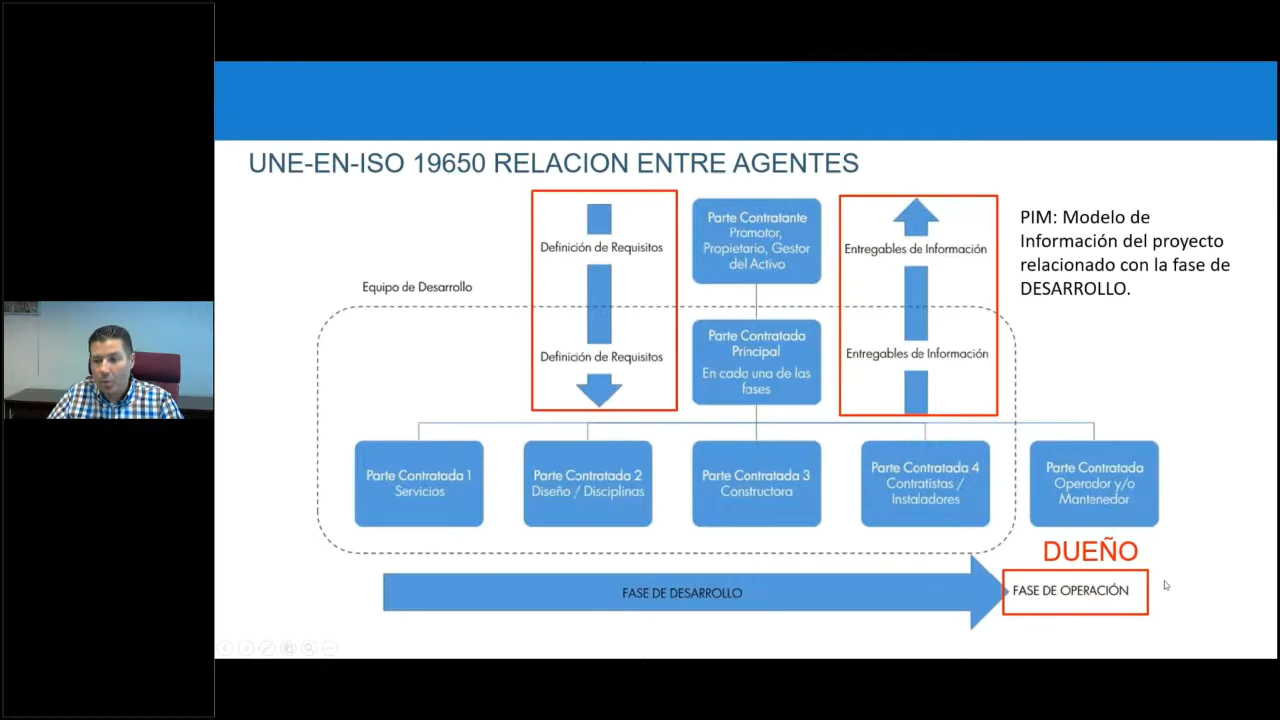 UNE-EN-ISO 19650 RELACION ENTRE AGENTES
Definición de Requisitos
Definición de Requisitos
Parte Contratante
Promotor,
Propietario, Gestor
del Activo
Entregables de Información
Entregables de Información
PIM: Modelo de
Información del proyecto
relacionado con la fase de
DESARROLLO.
Equipo de Desarrollo
Parte Contratada
Principal
En cada una de las
fases
Parte Contratada 1
Servicios
Parte Contratada 2
Diseño / Disciplinas
Parte Contratada 3
Constructora
Parte Contratada 4
Contratistas /
Instaladores
Parte Contratada
Operador y/o
Mantenedor
DUEÑO
FASE DE DESARROLLO
FASE DE OPERACIÓN